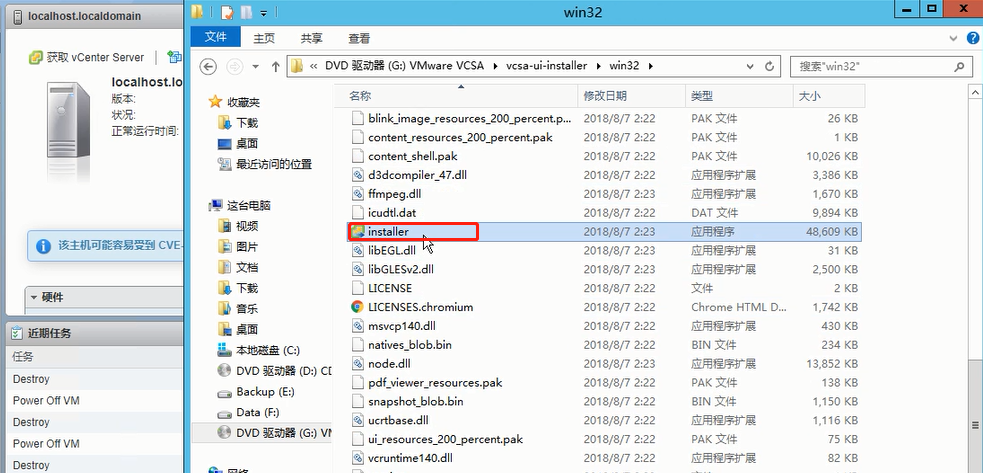 localhost.localdomain
获取 vCenter Server
localhost.lo
版本:
状况:
正常运行时间:
该主机可能容易受到 CVE-
硬件
近期任务
任务
Destroy
Power Off VM
Destroy
Power Off VM
Destroy
win32
文件 主页 共享 查看
« DVD 驱动器 (G:) VMware VCSA vcsa-ui-installer win32
搜索"win32"
收藏夹
下载
桌面
最近访问的位置
这台电脑
视频
图片
文档
下载
音乐
桌面
本地磁盘 (C:)
DVD 驱动器 (D:) CD
Backup (E:)
Data (F:)
DVD 驱动器 (G:) VM
网络
名称 修改日期 类型 大小
blink_image_resources_200_percent.p... 2018/8/7 2:22 PAK 文件 26 KB
content_resources_200_percent.pak 2018/8/7 2:22 PAK 文件 1 KB
content_shell.pak 2018/8/7 2:22 PAK 文件 10,026 KB
d3dcompiler_47.dll 2018/8/7 2:22 应用程序扩展 3,386 KB
ffmpeg.dll 2018/8/7 2:23 应用程序扩展 1,670 KB
icudtl.dat 2018/8/7 2:22 DAT 文件 9,894 KB
installer 2018/8/7 2:23 应用程序 48,609 KB
libEGL.dll 2018/8/7 2:23 应用程序扩展 31 KB
libGLESv2.dll 2018/8/7 2:23 应用程序扩展 2,500 KB
LICENSE 2018/8/7 2:22 文件 2 KB
LICENSES.chromium 2018/8/7 2:22 Chrome HTML D... 1,742 KB
msvcp140.dll 2018/8/7 2:22 应用程序扩展 430 KB
natives_blob.bin 2018/8/7 2:22 BIN 文件 234 KB
node.dll 2018/8/7 2:23 应用程序扩展 13,852 KB
pdf_viewer_resources.pak 2018/8/7 2:22 PAK 文件 138 KB
snapshot_blob.bin 2018/8/7 2:22 BIN 文件 1,150 KB
ucrtbase.dll 2018/8/7 2:22 应用程序扩展 1,116 KB
ui_resources_200_percent.pak 2018/8/7 2:22 PAK 文件 75 KB
vcruntime140.dll 2018/8/7 2:22 应用程序扩展 82 KB